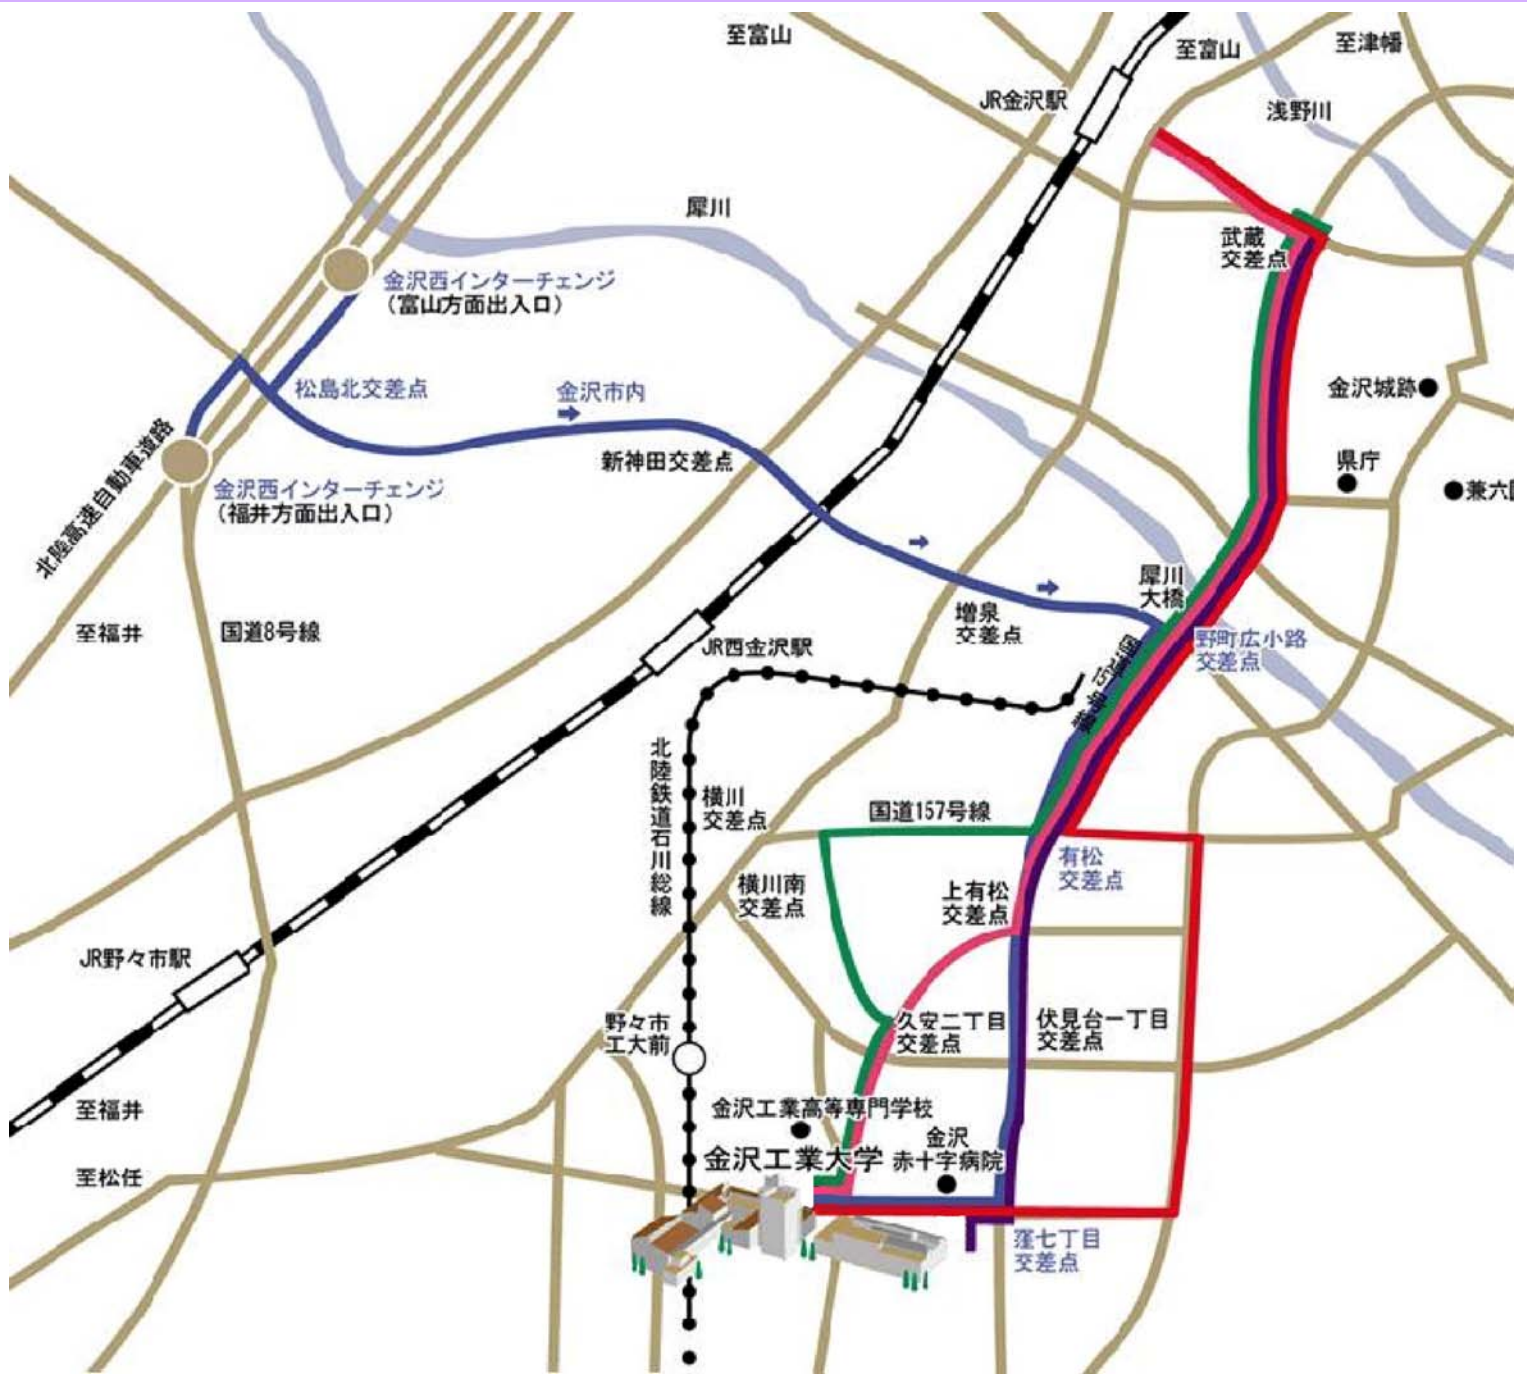 至富山
至富山
至津幡
JR金沢駅
浅野川
犀川
武蔵
交差点
金沢西インターチェンジ
（富山方面出入口）
松島北交差点
金沢市内
金沢城跡
北陸高速自動車道路
新神田交差点
県庁
金沢西インターチェンジ
（福井方面出入口）
兼六
犀川
大橋
増泉
交差点
至福井
国道8号線
JR西金沢駅
野町広小路
交差点
北陸鉄道石川総線
横川
交差点
国道157号線
有松
交差点
横川南
交差点
上有松
交差点
JR野々市駅
野々市
工大前
久安二丁目
交差点
伏見台一丁目
交差点
至福井
金沢工業高等専門学校
金沢
赤十字病院
金沢工業大学
至松任
窪七丁目
交差点